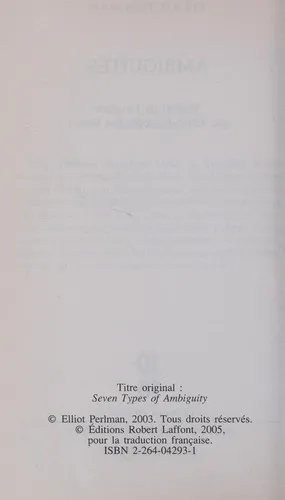 Titre original :
Seven Types of Ambiguity
© Elliot Perlman, 2003. Tous droits réservés.
© Éditions Robert Laffont, 2005,
pour la traduction française.
ISBN 2-264-04293-1